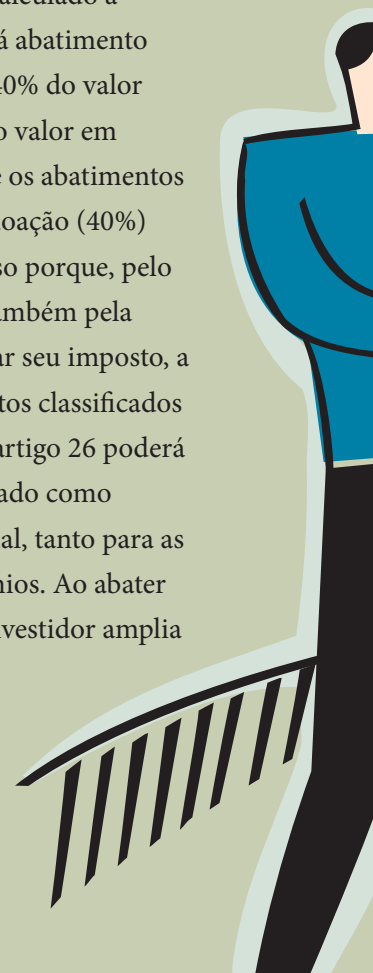 á abatimento
40% do valor
o valor em
e os abatimentos
oação (40%)
so porque, pelo
ambém pela
ar seu imposto, a
tos classificados
artigo 26 poderá
ado como
al, tanto para as
nios. Ao abater
vestidor amplia